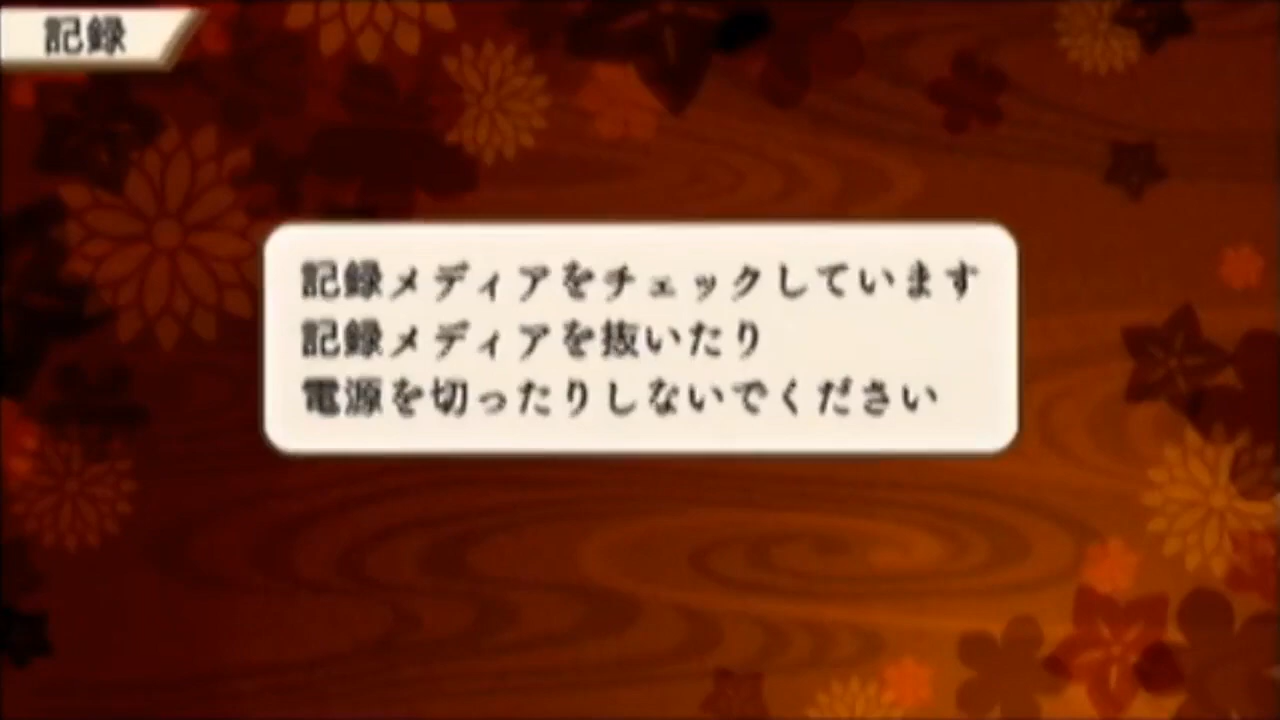 記録
記録メディアをチェックしています
記録メディアを抜いたり
電源を切ったりしないでください